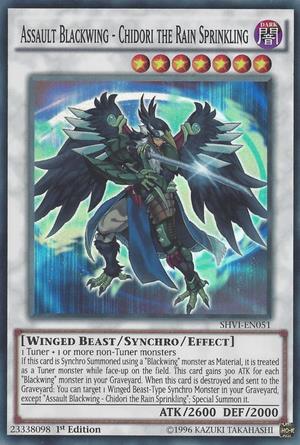 ASSAULT BLACKWING - CHIDORI THE RAIN SPRINKLING
DARK
闇
SHVI-EN051
[WINGED BEAST/SYNCHRO/EFFECT]
1 Tuner + 1 or more non-Tuner monsters
If this card is Synchro Summoned using a "Blackwing" monster as Material, it is treated
as a Tuner monster while face-up on the field. This card gains 300 ATK for each
"Blackwing" monster in your Graveyard. When this card is destroyed and sent to the
Graveyard: You can target 1 Winged Beast-Type Synchro Monster in your Graveyard,
except "Assault Blackwing - Chidori the Rain Sprinkling"; Special Summon it.
ATK/2600 DEF/2000
23338098 1st Edition ©1996 KAZUKI TAKAHASHI